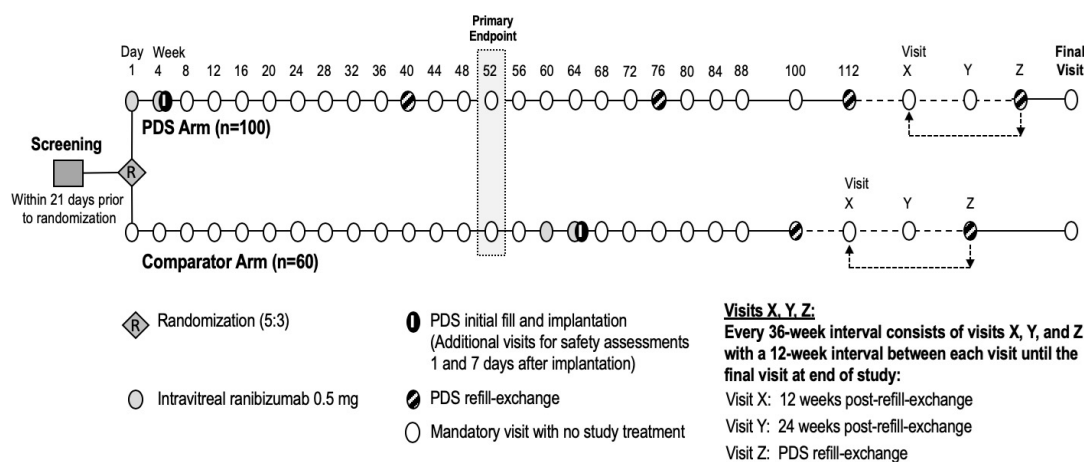 Primary
Endpoint
Day Week Visit Final
Visit
1 4 8 12 16 20 24 28 32 36 40 44 48 52 56 60 64 68 72 76 80 84 88 100 112 X Y Z
PDS Arm (n=100)
Screening
R
Within 21 days prior
to randomization
Visit
X Y Z
Comparator Arm (n=60)
R Randomization (5:3)
Intravitreal ranibizumab 0.5 mg
PDS initial fill and implantation
(Additional visits for safety assessments
1 and 7 days after implantation)
PDS refill-exchange
Mandatory visit with no study treatment
Visits X, Y, Z:
Every 36-week interval consists of visits X, Y, and Z
with a 12-week interval between each visit until the
final visit at end of study:
Visit X: 12 weeks post-refill-exchange
Visit Y: 24 weeks post-refill-exchange
Visit Z: PDS refill-exchange